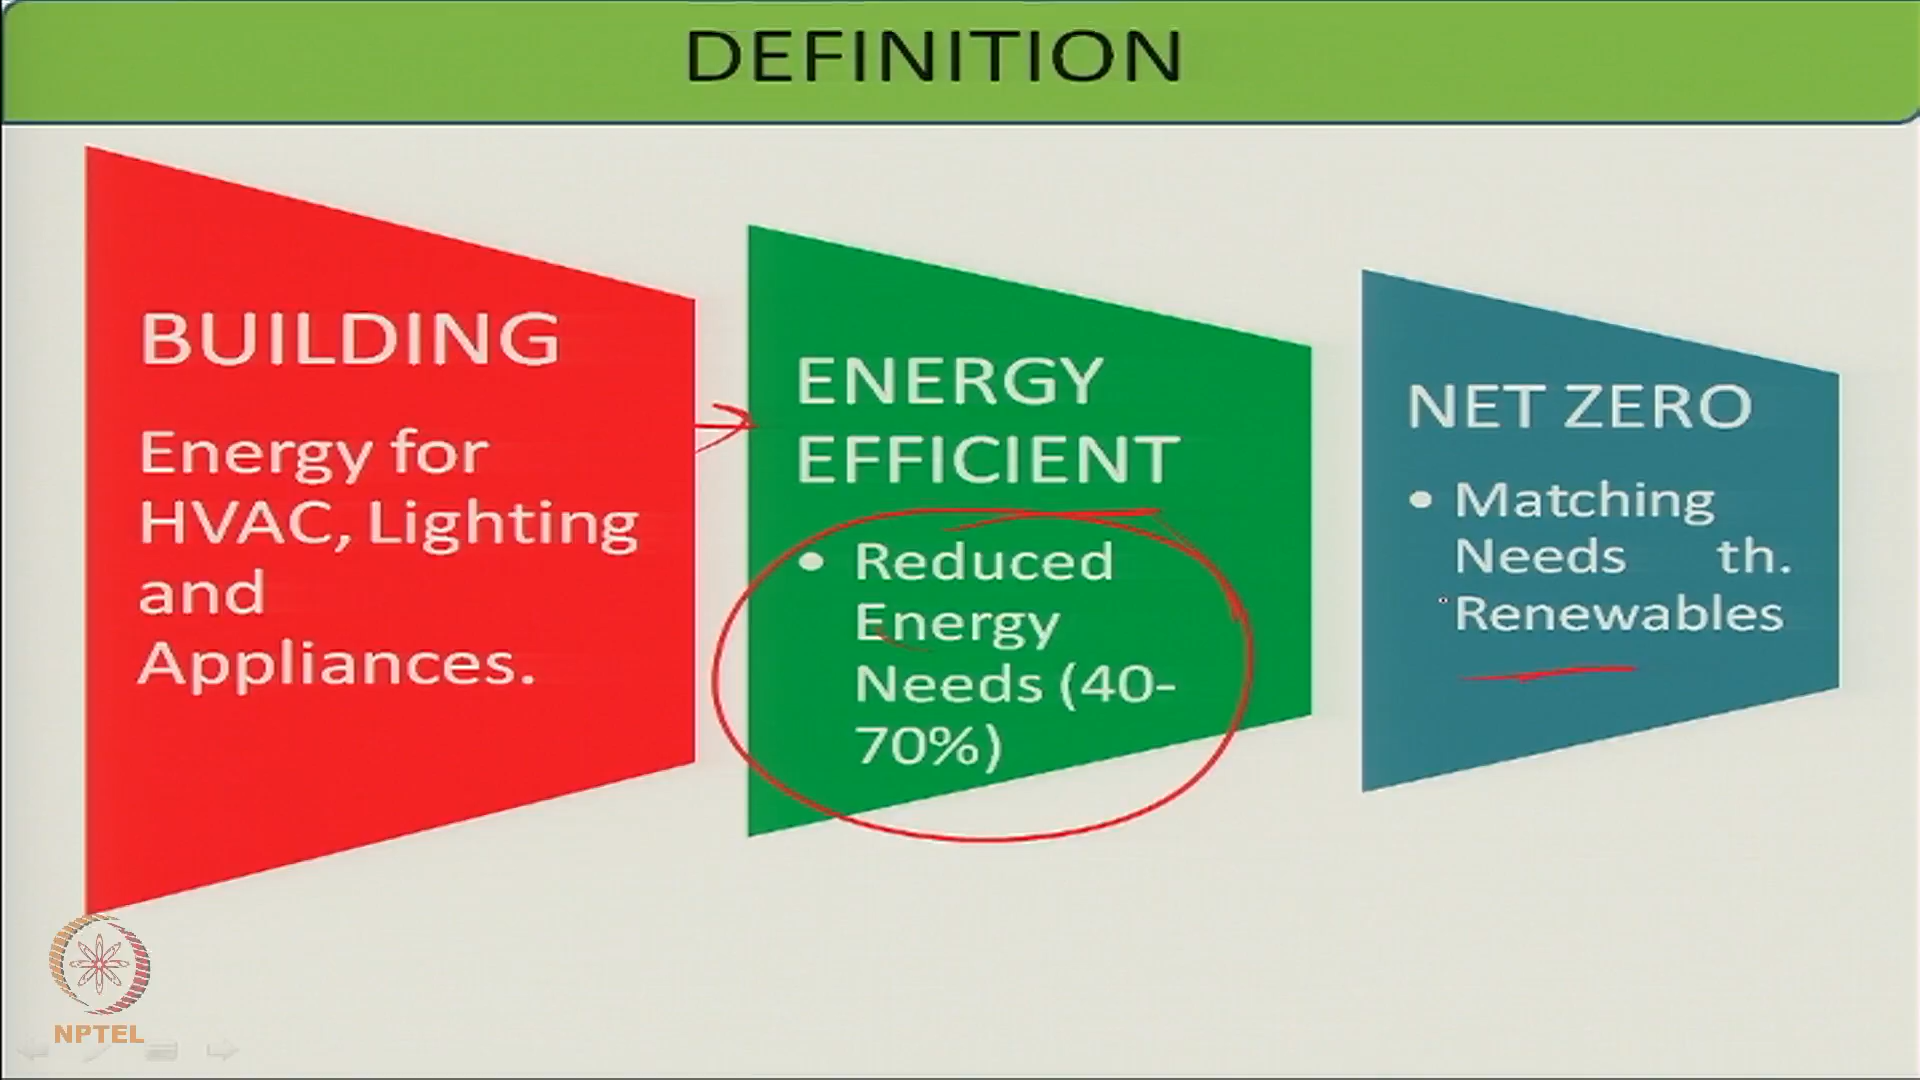 DEFINITION
BUILDING
Energy for
HVAC, Lighting
and
Appliances.
ENERGY
EFFICIENT
• Reduced
Energy
Needs (40-
70%)
NET ZERO
• Matching
Needs th.
Renewables
NPTEL